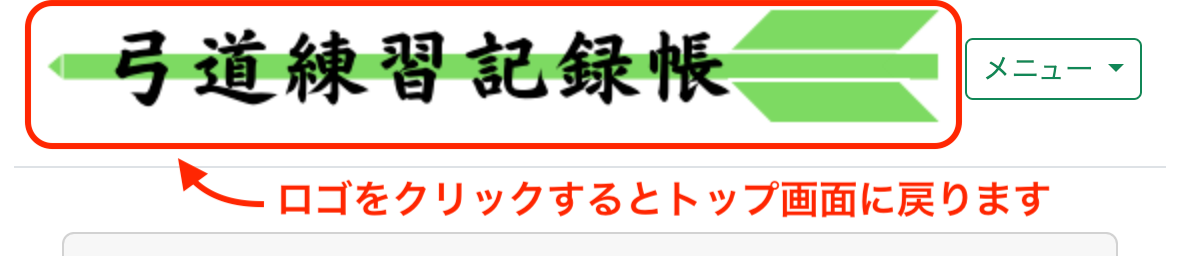 弓道練習記録帳
メニュー
ロゴをクリックするとトップ画面に戻ります